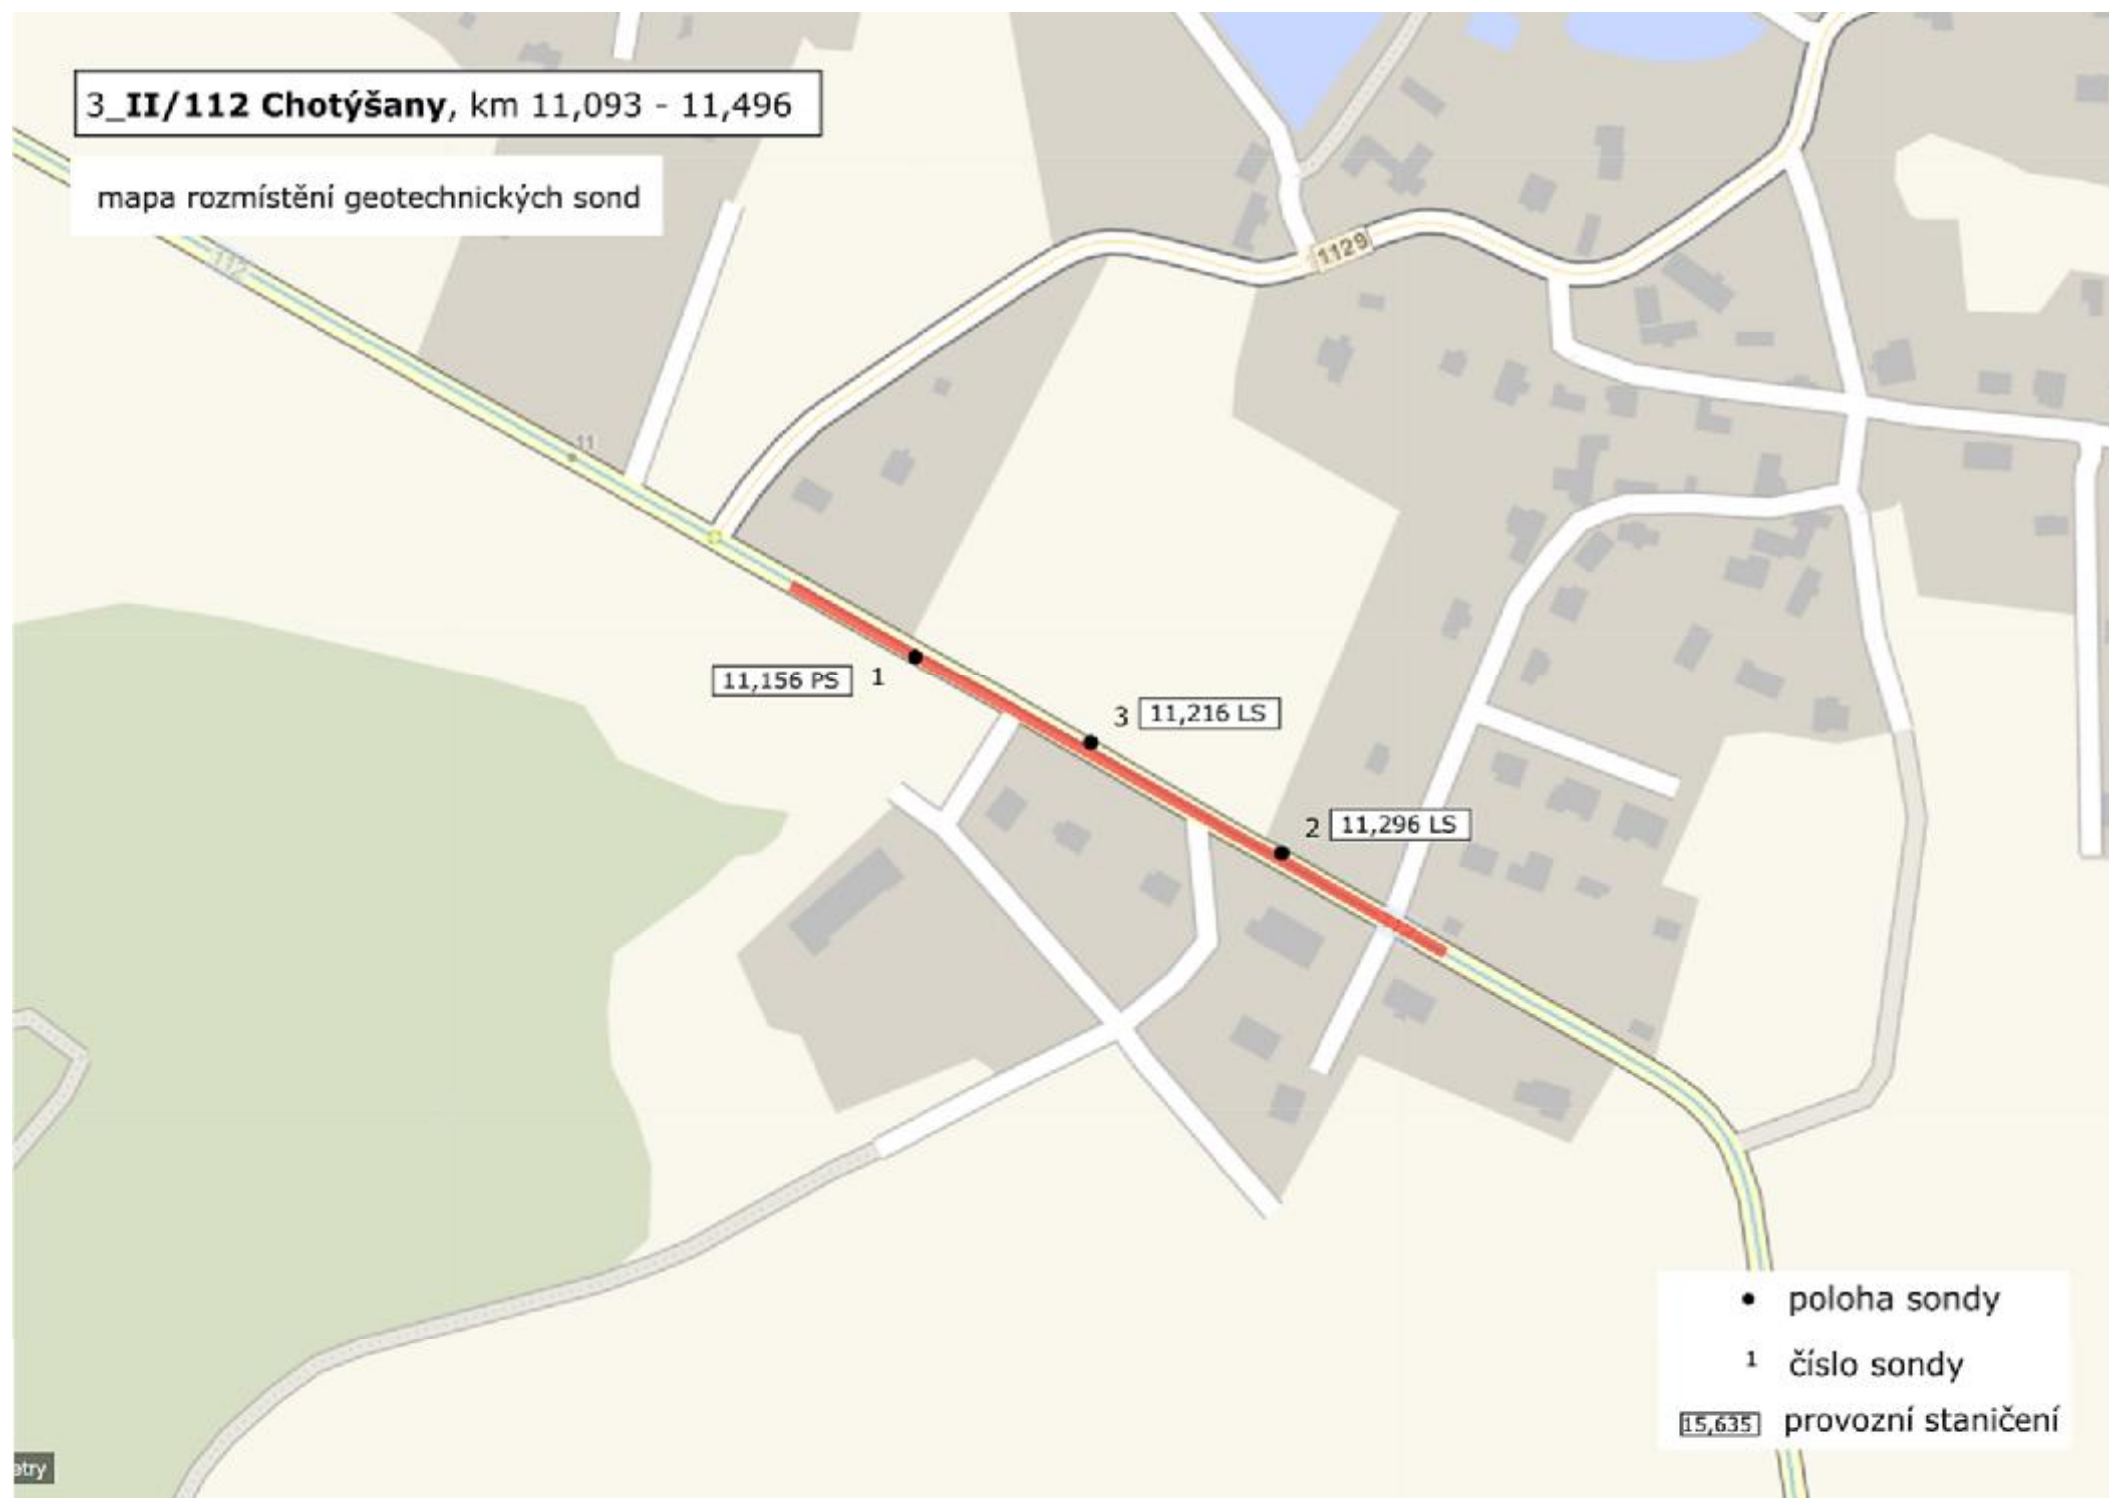 3_II/112 Chotýšany, km 11,093 - 11,496
mapa rozmístění geotechnických sond
112
1129
11
11,156 PS 1
3 11,216 LS
2 11,296 LS
poloha sondy
1 číslo sondy
15,635 provozní staničení
etry